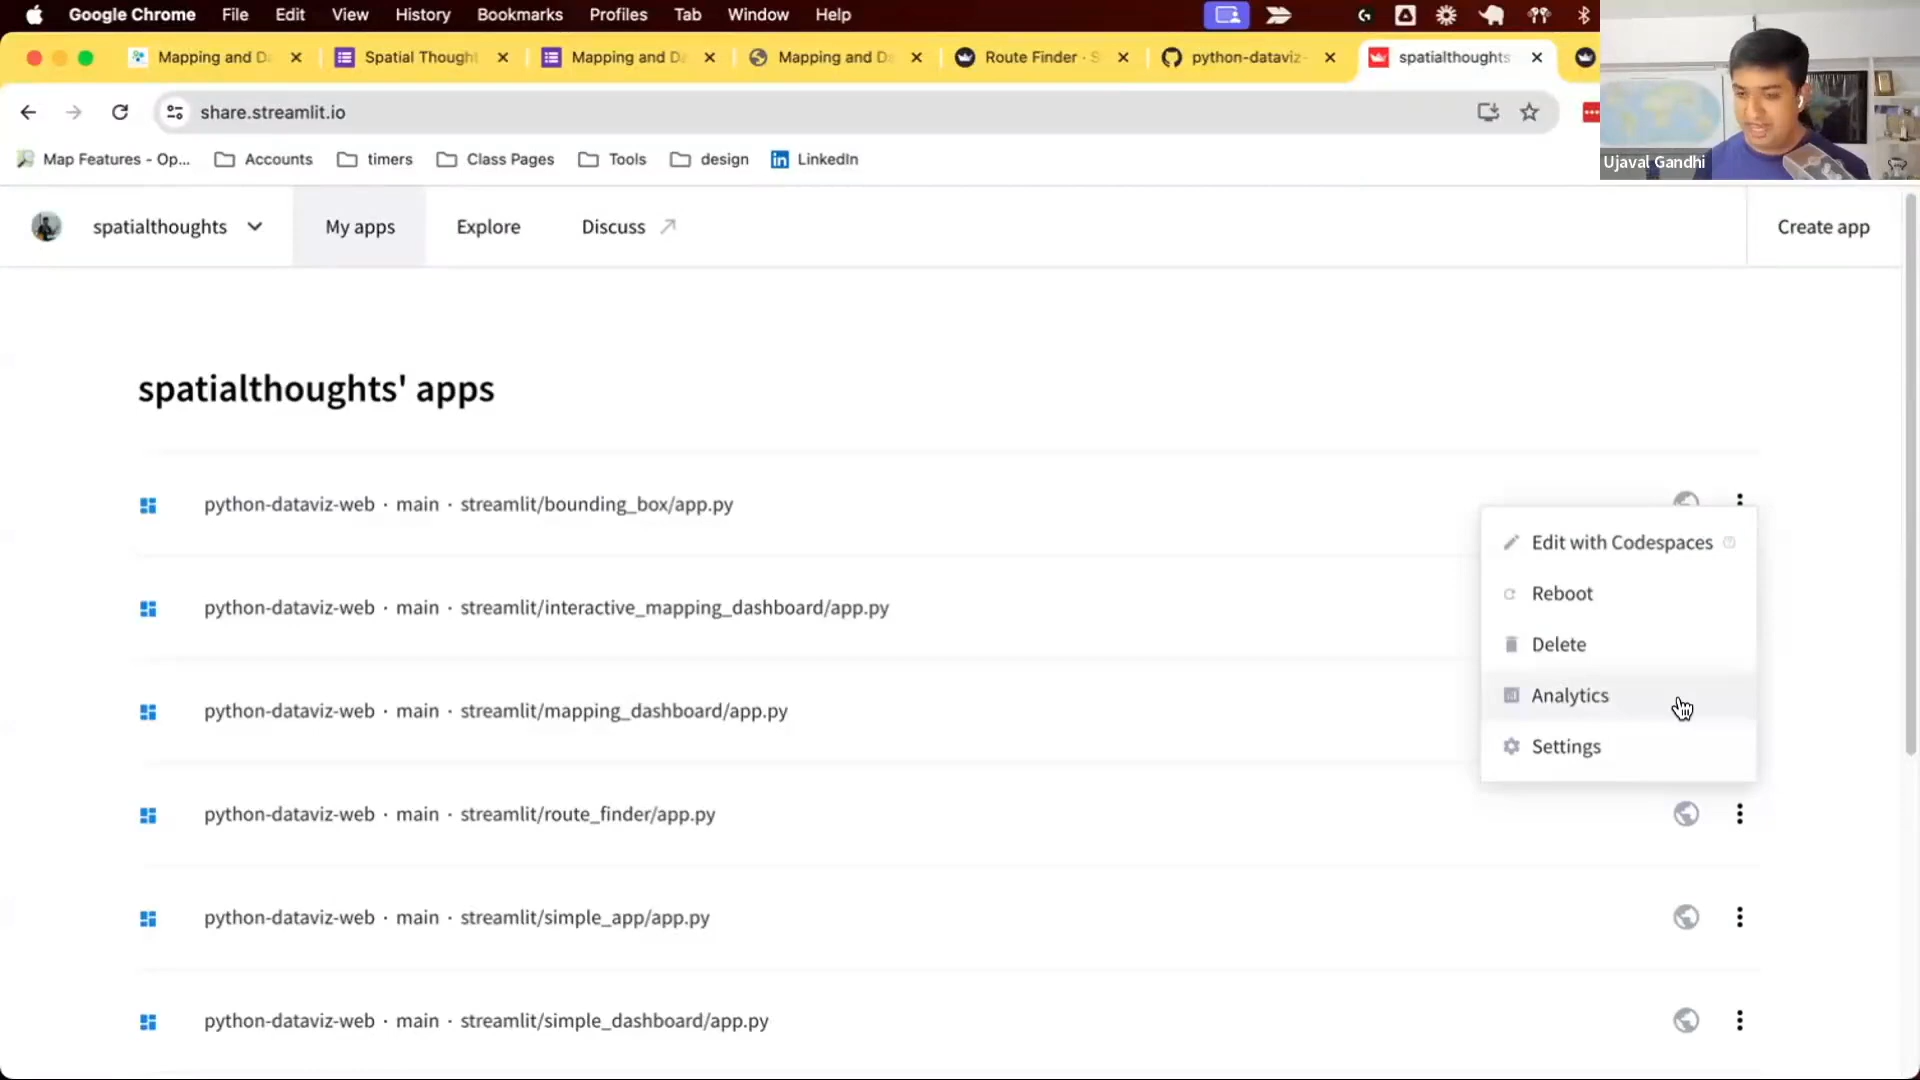 Google Chrome File Edit View History Bookmarks Profiles Tab Window Help
Mapping and Da
Spatial Thought
Mapping and Da
Mapping and Da
Route Finder · S
python-dataviz-
spatialthoughts
share.streamlit.io
Map Features - Op...
Accounts
timers
Class Pages
Tools
design
in LinkedIn
Ujaval Gandhi
spatialthoughts
My apps
Explore
Discuss
Create app
spatialthoughts' apps
python-dataviz-web · main · streamlit/bounding_box/app.py
Edit with Codespaces
Reboot
Delete
Analytics
Settings
python-dataviz-web · main · streamlit/interactive_mapping_dashboard/app.py
python-dataviz-web · main · streamlit/mapping_dashboard/app.py
python-dataviz-web · main · streamlit/route_finder/app.py
python-dataviz-web · main · streamlit/simple_app/app.py
python-dataviz-web · main · streamlit/simple_dashboard/app.py